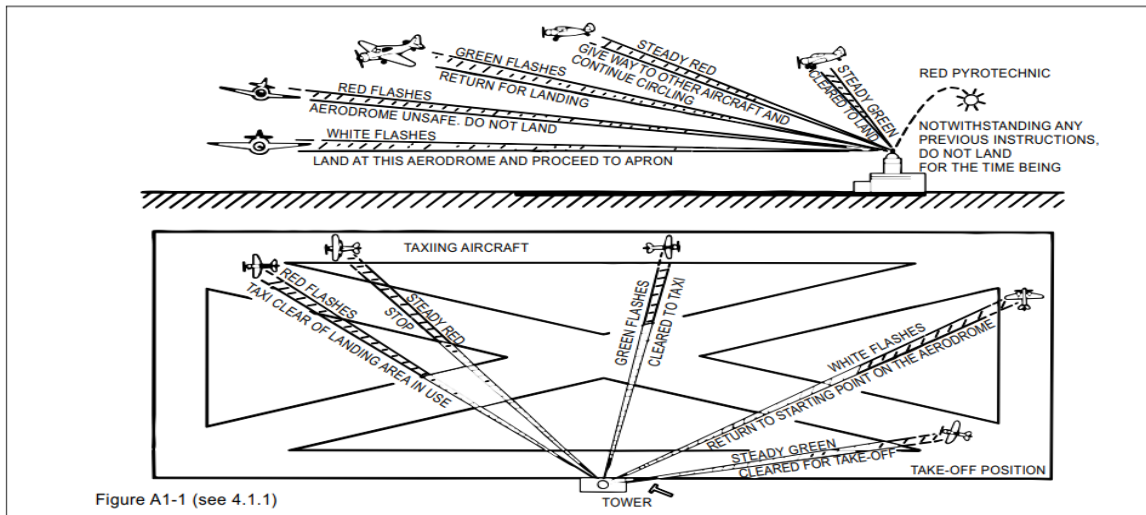 STEADY RED
GIVE WAY TO OTHER AIRCRAFT AND
CONTINUE CIRCLING
GREEN FLASHES
RETURN FOR LANDING
STEADY GREEN
CLEARED TO LAND
RED PYROTECHNIC
RED FLASHES
AERODROME UNSAFE. DO NOT LAND
NOTWITHSTANDING ANY
PREVIOUS INSTRUCTIONS,
DO NOT LAND
FOR THE TIME BEING
WHITE FLASHES
LAND AT THIS AERODROME AND PROCEED TO APRON
TAXIING AIRCRAFT
RED FLASHES
TAXI CLEAR OF LANDING AREA IN USE
STEADY RED
STOP
GREEN FLASHES
CLEARED TO TAXI
WHITE FLASHES
RETURN TO STARTING POINT ON THE AERODROME
STEADY GREEN
CLEARED FOR TAKE-OFF
TAKE-OFF POSITION
Figure A1-1 (see 4.1.1)
TOWER